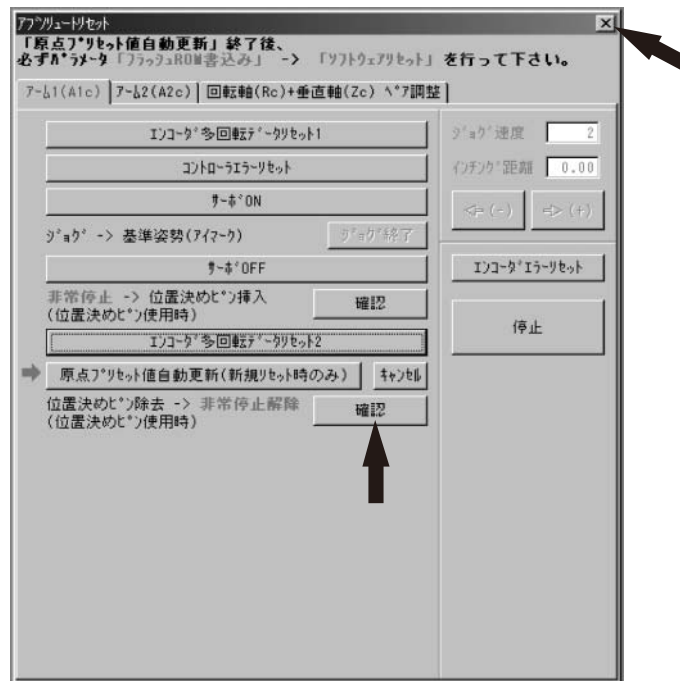 ｱﾌﾞｿﾘｭｰﾄﾘｾｯﾄ
「原点ﾌﾟﾘｾｯﾄ値自動更新」終了後、
必ずﾊﾟﾗﾒｰﾀ「ﾌﾗｯｼｭROM書込み」 -> 「ｿﾌﾄｳｪｱﾘｾｯﾄ」 を行って下さい。
ｱｰﾑ1(A1c) ｱｰﾑ2(A2c) 回転軸(Rc)+垂直軸(Zc) ﾍﾟｱ調整
ｴﾝｺｰﾀﾞ多回転ﾃﾞｰﾀﾘｾｯﾄ1
ｺﾝﾄﾛｰﾗｴﾗｰﾘｾｯﾄ
ｻｰﾎﾞON
ｼﾞｮｸﾞ -> 基準姿勢(ｱｲﾏｰｸ) ｼﾞｮｸﾞ終了
ｻｰﾎﾞOFF
非常停止 -> 位置決めﾋﾟﾝ挿入
(位置決めﾋﾟﾝ使用時)
確認
ｴﾝｺｰﾀﾞ多回転ﾃﾞｰﾀﾘｾｯﾄ2
原点ﾌﾟﾘｾｯﾄ値自動更新(新規ﾘｾｯﾄ時のみ) ｷｬﾝｾﾙ
位置決めﾋﾟﾝ除去 -> 非常停止解除
(位置決めﾋﾟﾝ使用時)
確認
ｼﾞｮｸﾞ速度 2
ｲﾝﾁﾝｸﾞ距離 0.00
(-) (+)
ｴﾝｺｰﾀﾞｴﾗｰﾘｾｯﾄ
停止